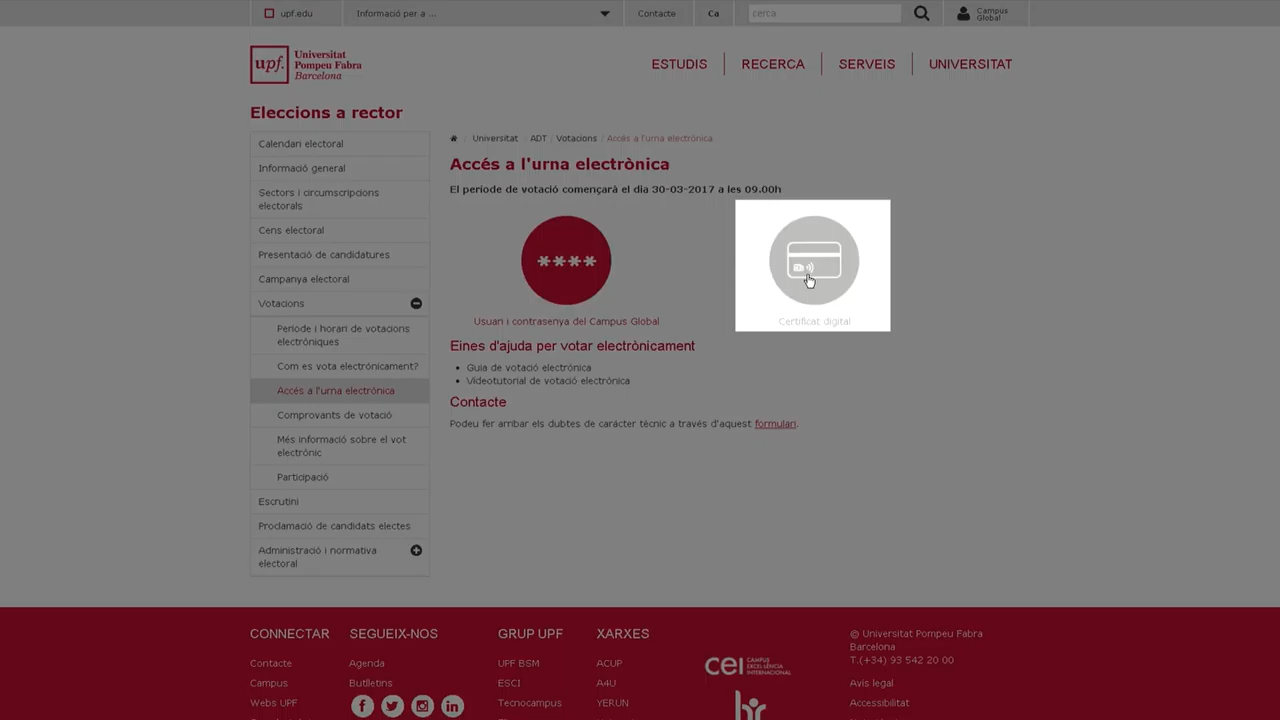 upf.edu
Informació per a ...
Contacte
Ca
cerca
Campus
Global
upf.
Universitat
Pompeu Fabra
Barcelona
ESTUDIS
RECERCA
SERVEIS
UNIVERSITAT
Eleccions a rector
Calendari electoral
Informació general
Sectors i circumscripcions
electorals
Cens electoral
Presentació de candidatures
Campanya electoral
Votacions
Període i horari de votacions
electròniques
Com es vota electrònicament?
Accés a l'urna electrònica
Comprovants de votació
Més informació sobre el vot
electrònic
Participació
Escrutini
Proclamació de candidats electes
Administració i normativa
electoral
/ Universitat / ADT / Votacions / Accés a l'urna electrònica
Accés a l'urna electrònica
El període de votació començarà el dia 30-03-2017 a les 09.00h
****
Usuari i contrasenya del Campus Global
Certificat digital
Eines d'ajuda per votar electrònicament
• Guia de votació electrònica
• Videotutorial de votació electrònica
Contacte
Podeu fer arribar els dubtes de caràcter tècnic a través d'aquest formulari.
CONNECTAR
Contacte
Campus
Webs UPF
SEGUEIX-NOS
Agenda
Butlletins
GRUP UPF
UPF BSM
ESCI
Tecnocampus
XARXES
ACUP
A4U
YERUN
CEI CAMPUS
EXCEL·LÈNCIA
INTERNACIONAL
hr
© Universitat Pompeu Fabra
Barcelona
T.(+34) 93 542 20 00
Avís legal
Accessibilitat